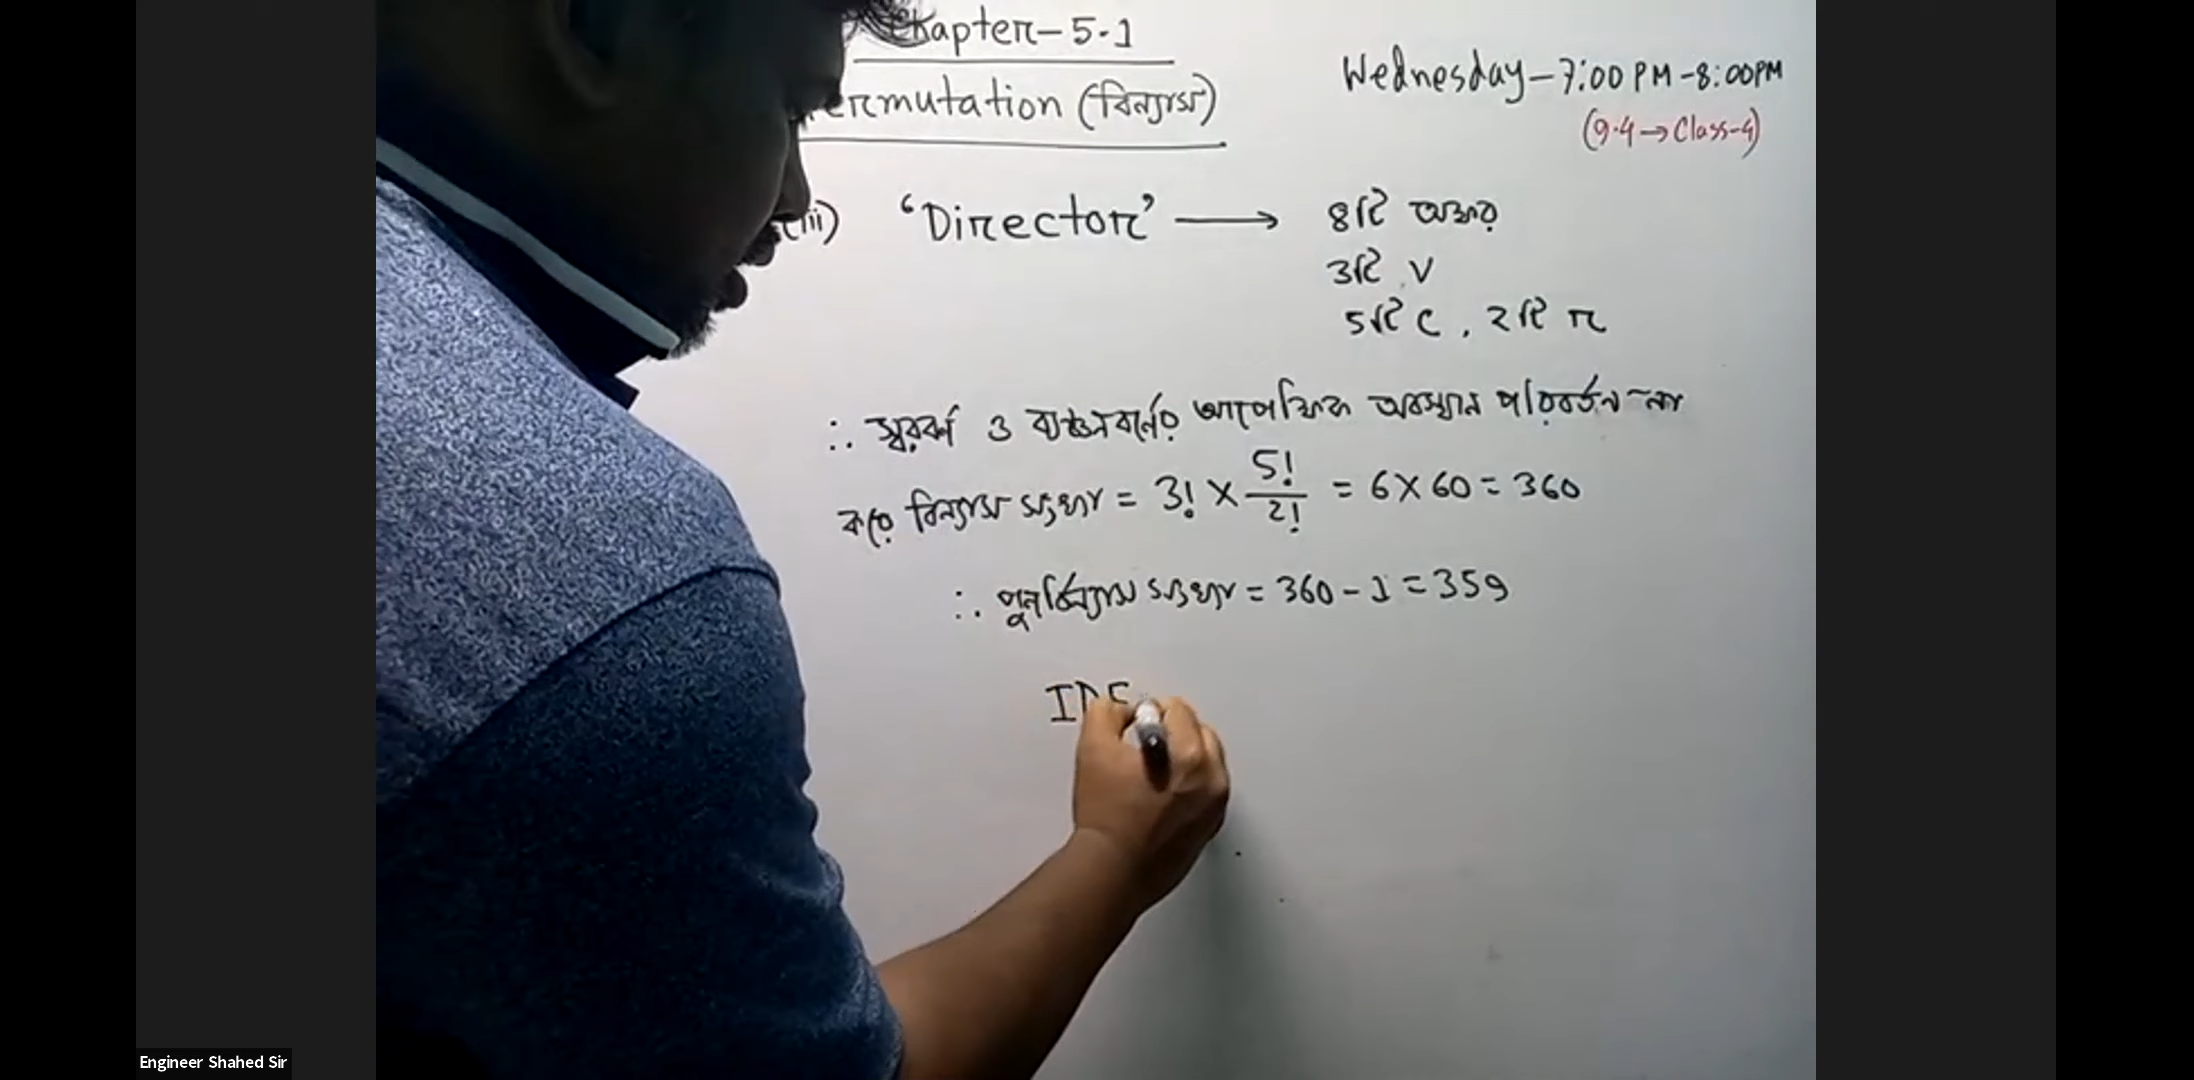 Chapter-5.1
Permutation (বিন্যাস)
Wednesday-7:00 PM-8:00PM
(9.4→Class-4)
(iii) ‘Director’ → 8টি অক্ষর
3টি V
5টি C, 2টি r
∴ স্বরবর্ণ ও ব্যঞ্জনবর্ণের আপেক্ষিক অবস্থান পরিবর্তন না
করে বিন্যাস সংখ্যা = 3! × 5!/2! = 6 × 60 = 360
∴ পুনর্বিন্যাস সংখ্যা = 360 - 1 = 359
Engineer Shahed Sir